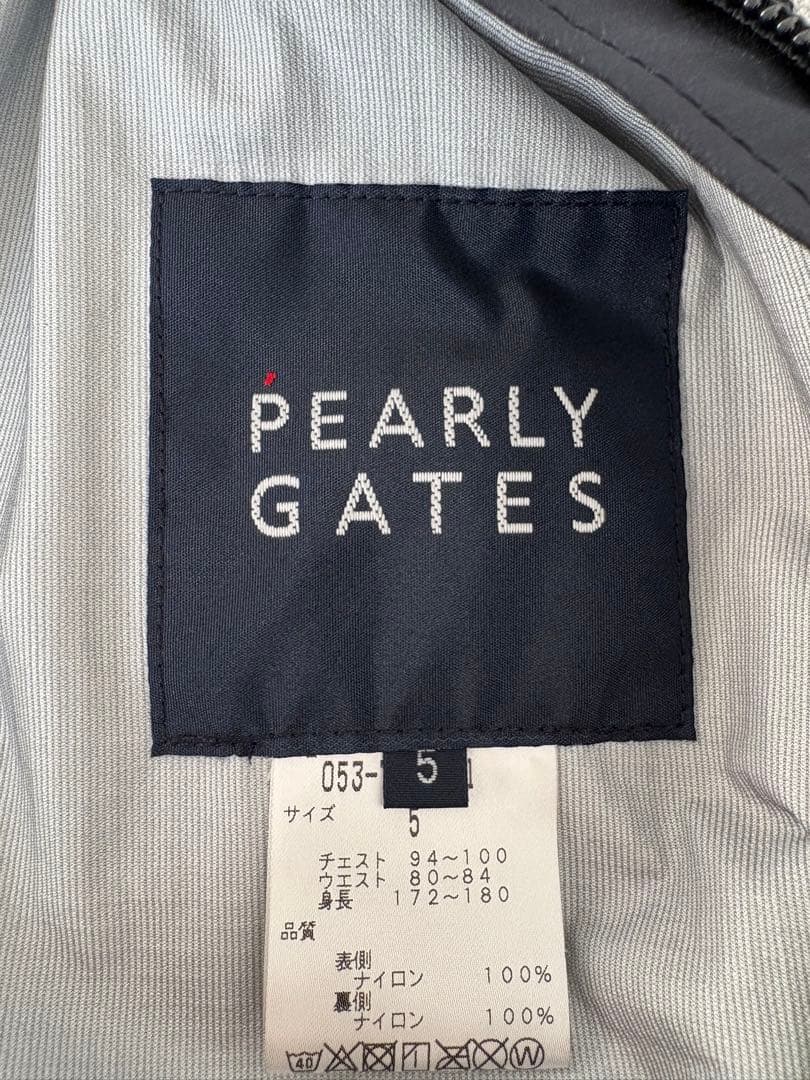 PEARLY
GATES
053-
5
サイズ
5
チェスト 94～100
ウエスト 80～84
身長 172～180
品質
表側
ナイロン 100%
裏側
ナイロン 100%
40
W